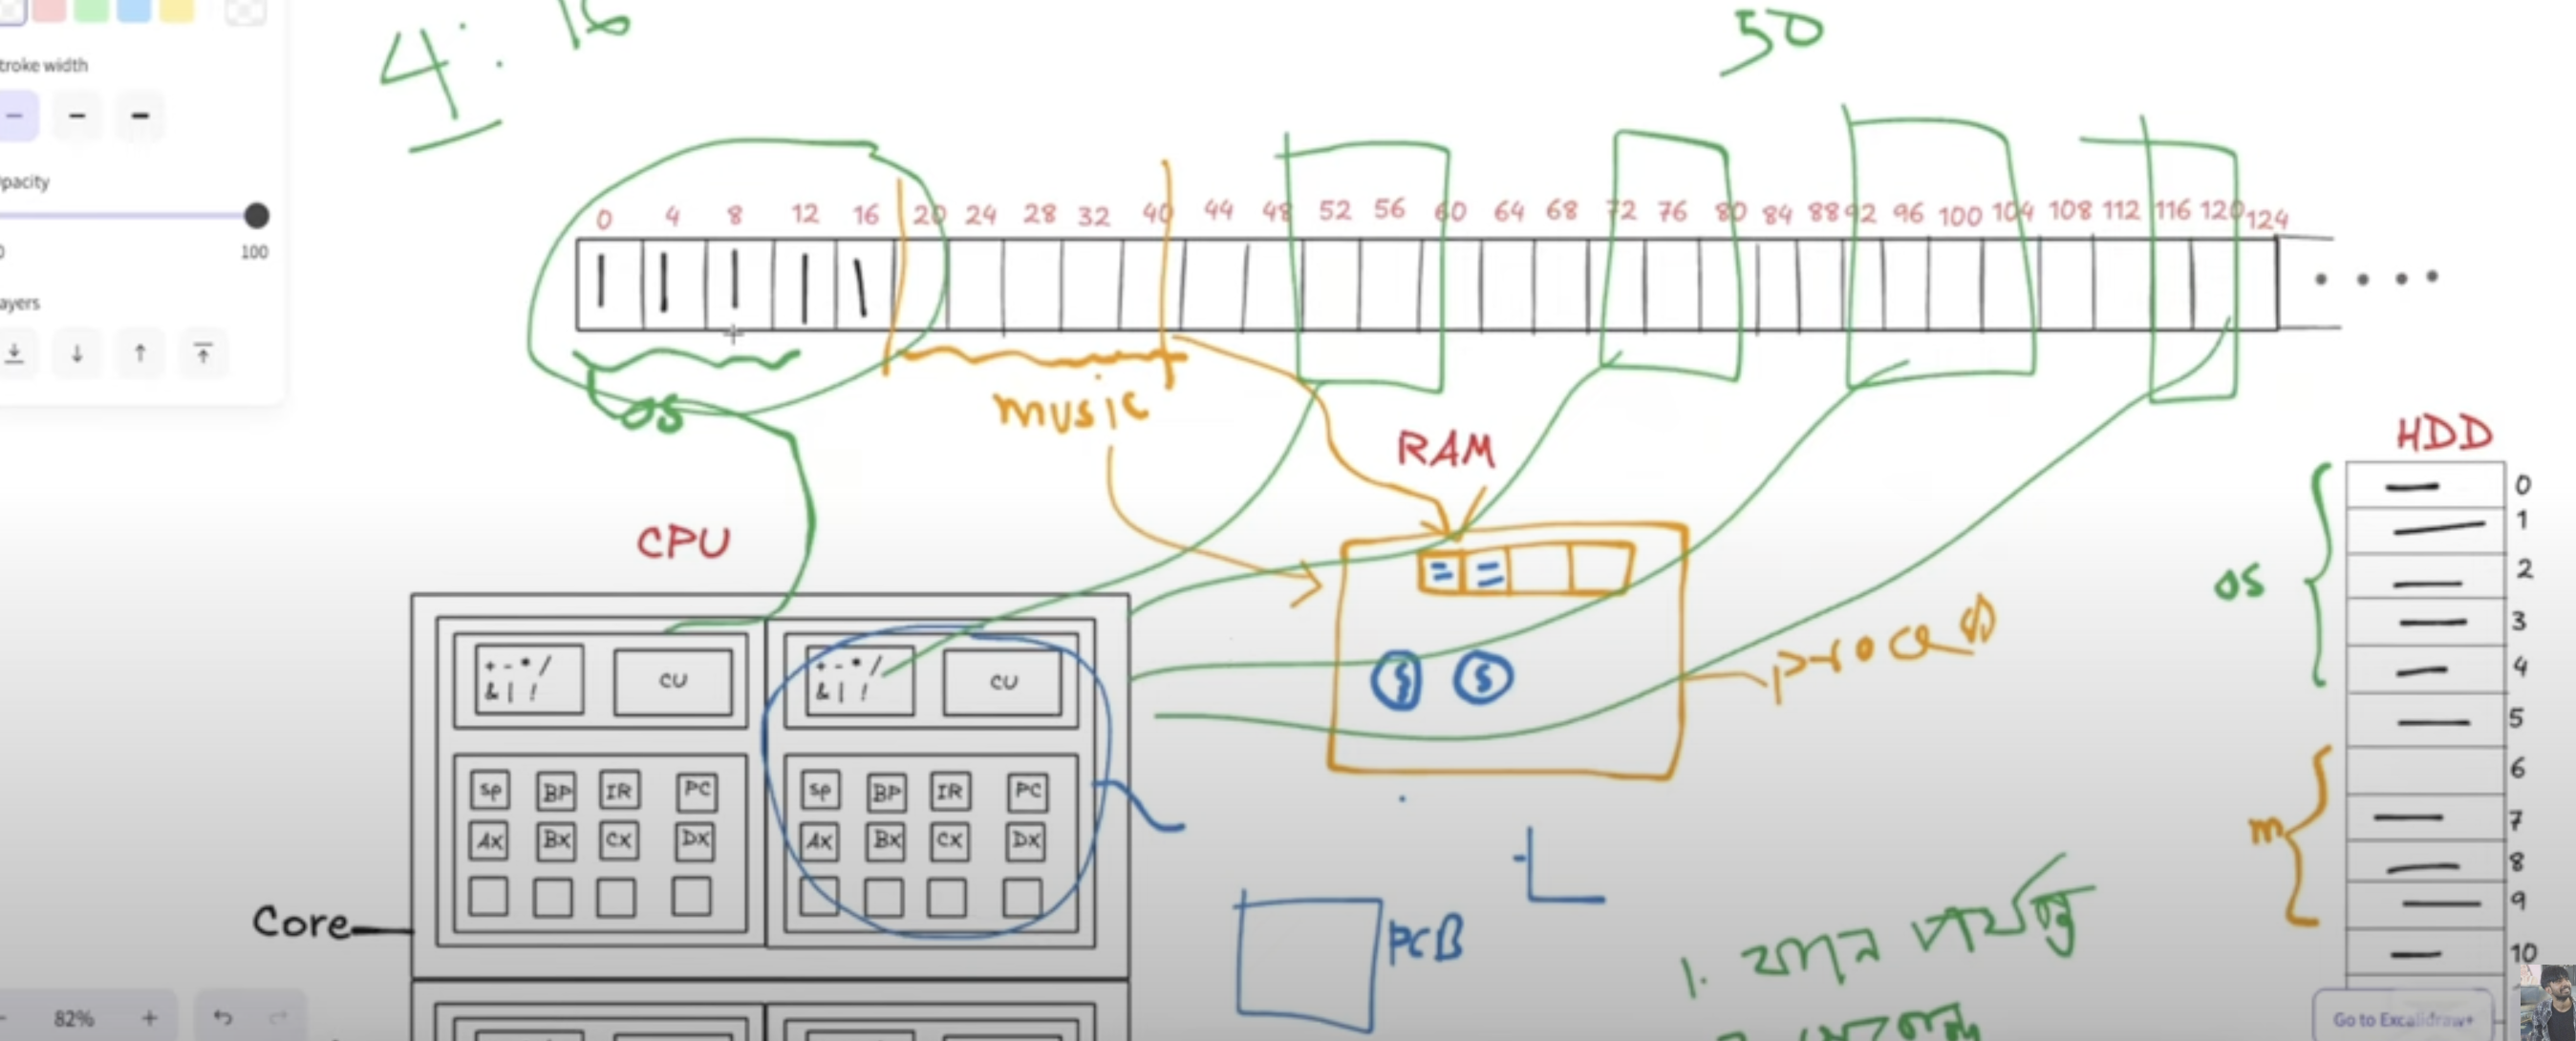 4: 16
50
troke width
pacity
0 100
ayers
0 4 8 12 16 20 24 28 32 40 44 48 52 56 60 64 68 72 76 80 84 88 92 96 100 104 108 112 116 120 124
OS
music
RAM
HDD
CPU
+ - * /
& | !
CU
+ - * /
& | !
CU
SP BP IR PC
AX BX CX DX
SP BP IR PC
AX BX CX DX
Core
process
PCB
OS
m
0
1
2
3
4
5
6
7
8
9
10
1.
82%
Go to Excalidraw+